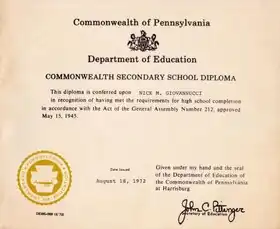 Commonwealth of Pennsylvania
Department of Education
COMMONWEALTH SECONDARY SCHOOL DIPLOMA
This diploma is conferred upon NICK M. GIOVANNUCCI
in recognition of having met the requirements for high school completion
in accordance with the Act of the General Assembly Number 212, approved
May 15, 1945.
Date Issued
August 18, 1972
Given under my hand and the seal
of the Department of Education of
the Commonwealth of Pennsylvania
at Harrisburg
John C. Pittenger
Secretary of Education